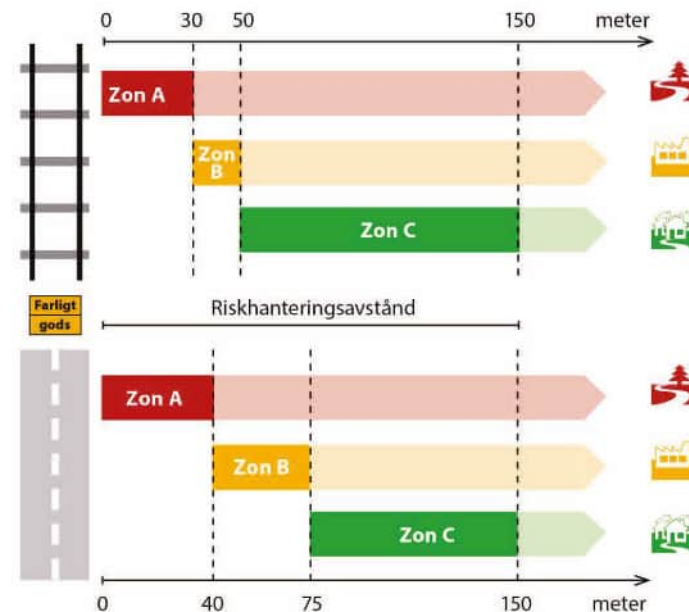 0 30 50 150 meter
Zon A
Zon
B
Zon C
Farligt
gods
Riskhanteringsavstånd
Zon A
Zon B
Zon C
0 40 75 150 meter